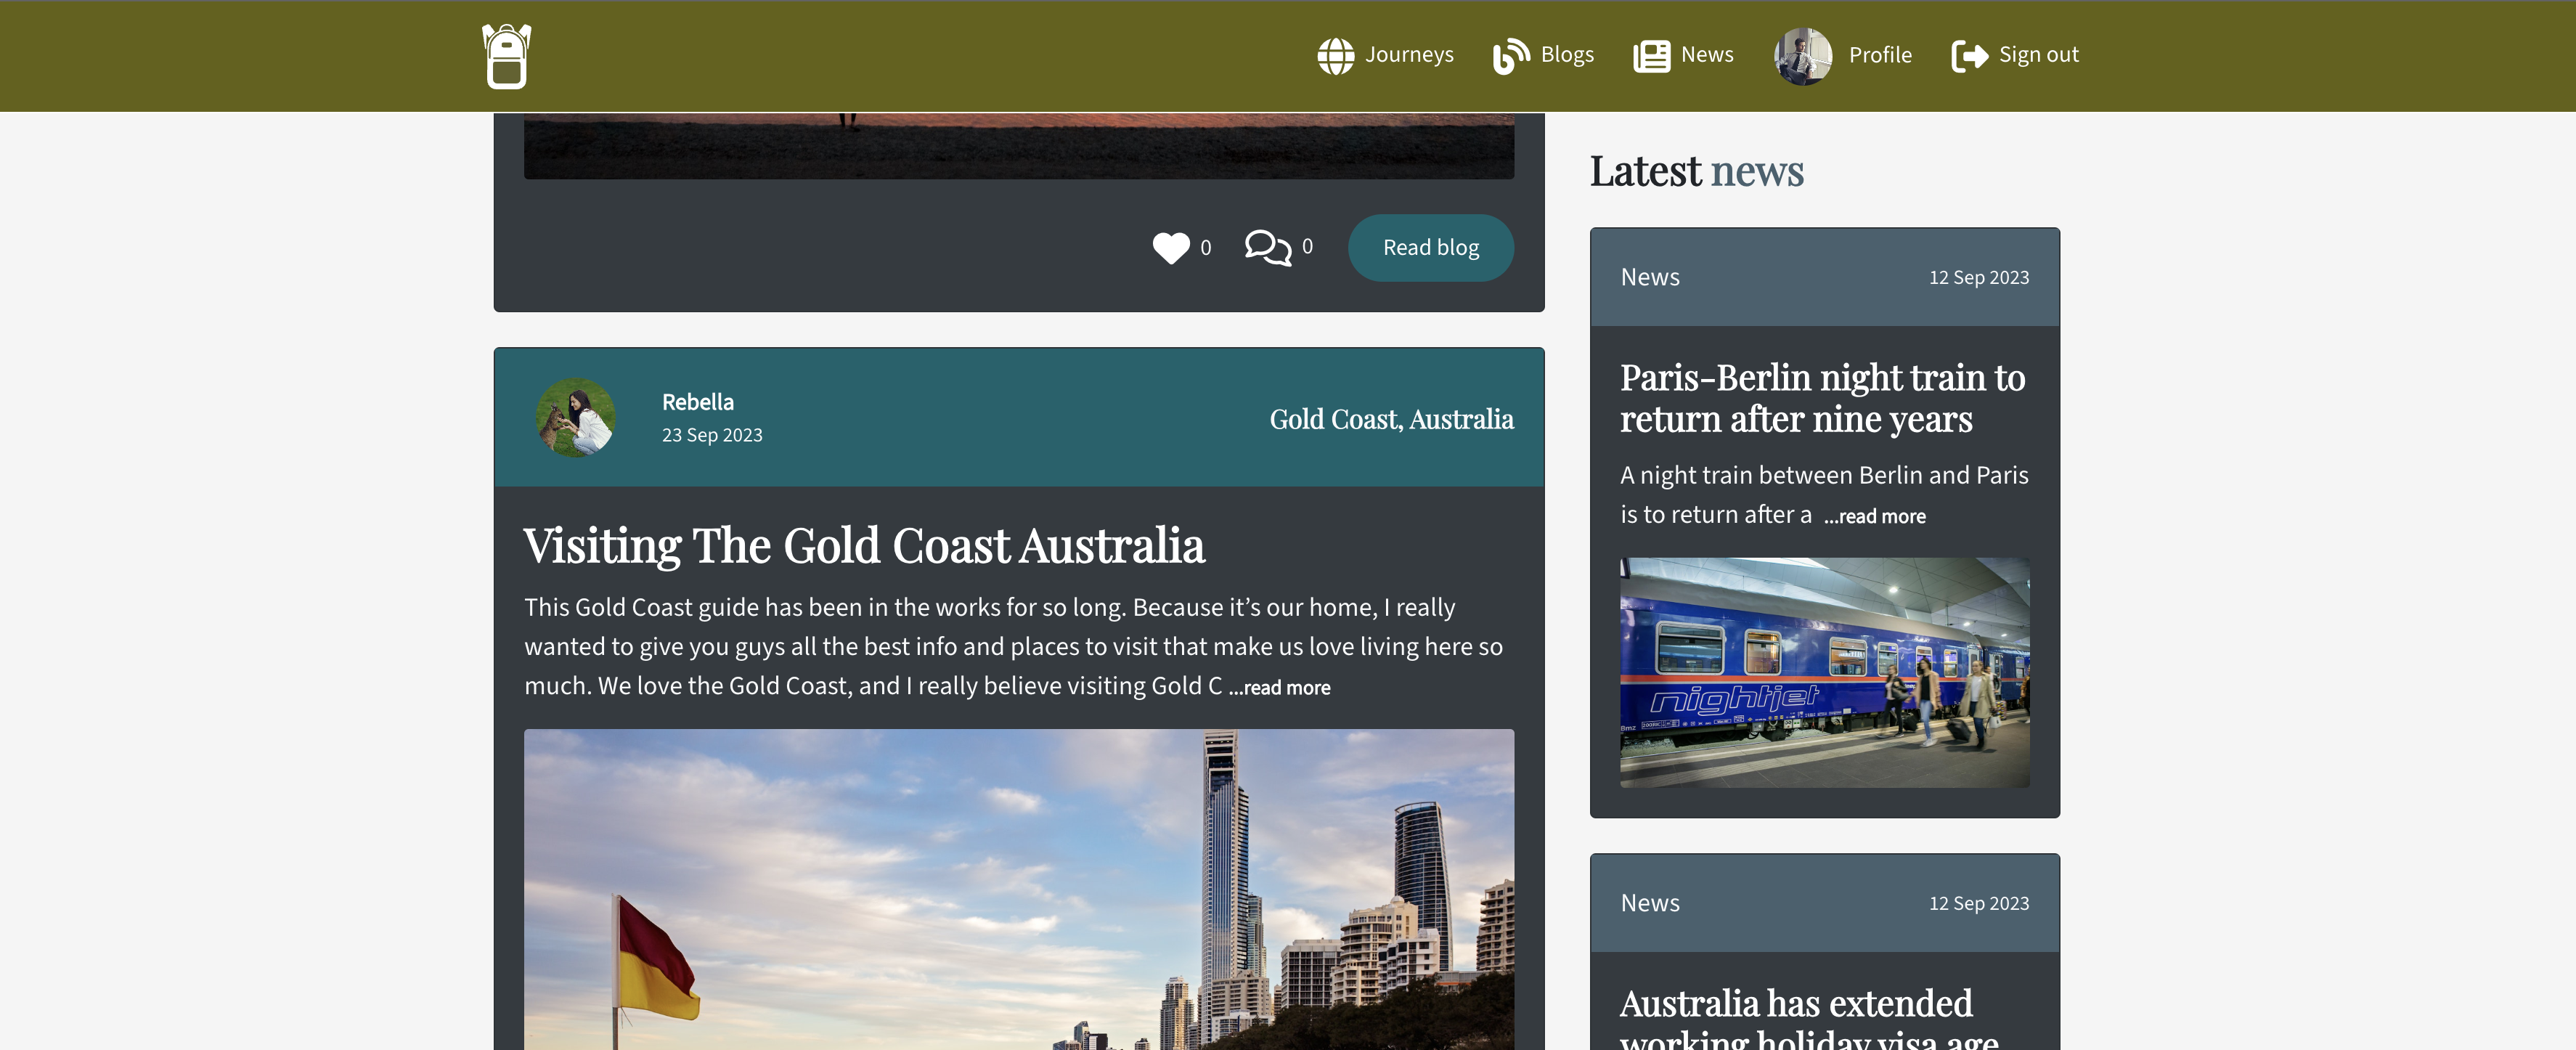 Journeys
Blogs
News
Profile
Sign out
0
0
Read blog
Rebella
23 Sep 2023
Gold Coast, Australia
Visiting The Gold Coast Australia
This Gold Coast guide has been in the works for so long. Because it’s our home, I really
wanted to give you guys all the best info and places to visit that make us love living here so
much. We love the Gold Coast, and I really believe visiting Gold C ...read more
Latest news
News
12 Sep 2023
Paris-Berlin night train to
return after nine years
A night train between Berlin and Paris
is to return after a ...read more
nightjet
News
12 Sep 2023
Australia has extended
working holiday visa age